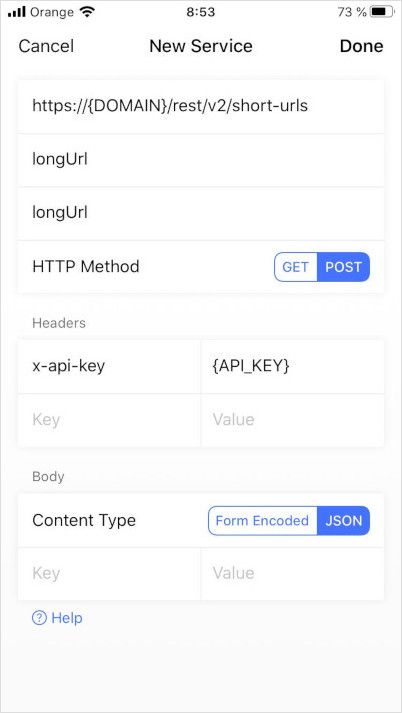 Orange 8:53 73 %
Cancel New Service Done
https://{DOMAIN}/rest/v2/short-urls
longUrl
longUrl
HTTP Method GET POST
Headers
x-api-key {API_KEY}
Key Value
Body
Content Type Form Encoded JSON
Key Value
? Help